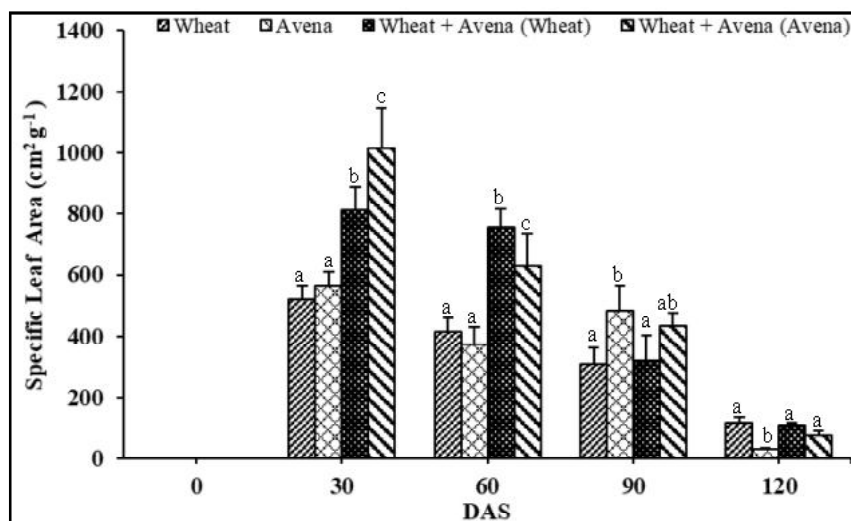 1400
Wheat Avena Wheat + Avena (Wheat) Wheat + Avena (Avena)
1200
1000
800
600
400
200
0
Specific Leaf Area (cm² g⁻¹)
a a b c
a a b c
a b a ab
a b a a
0 30 60 90 120
DAS